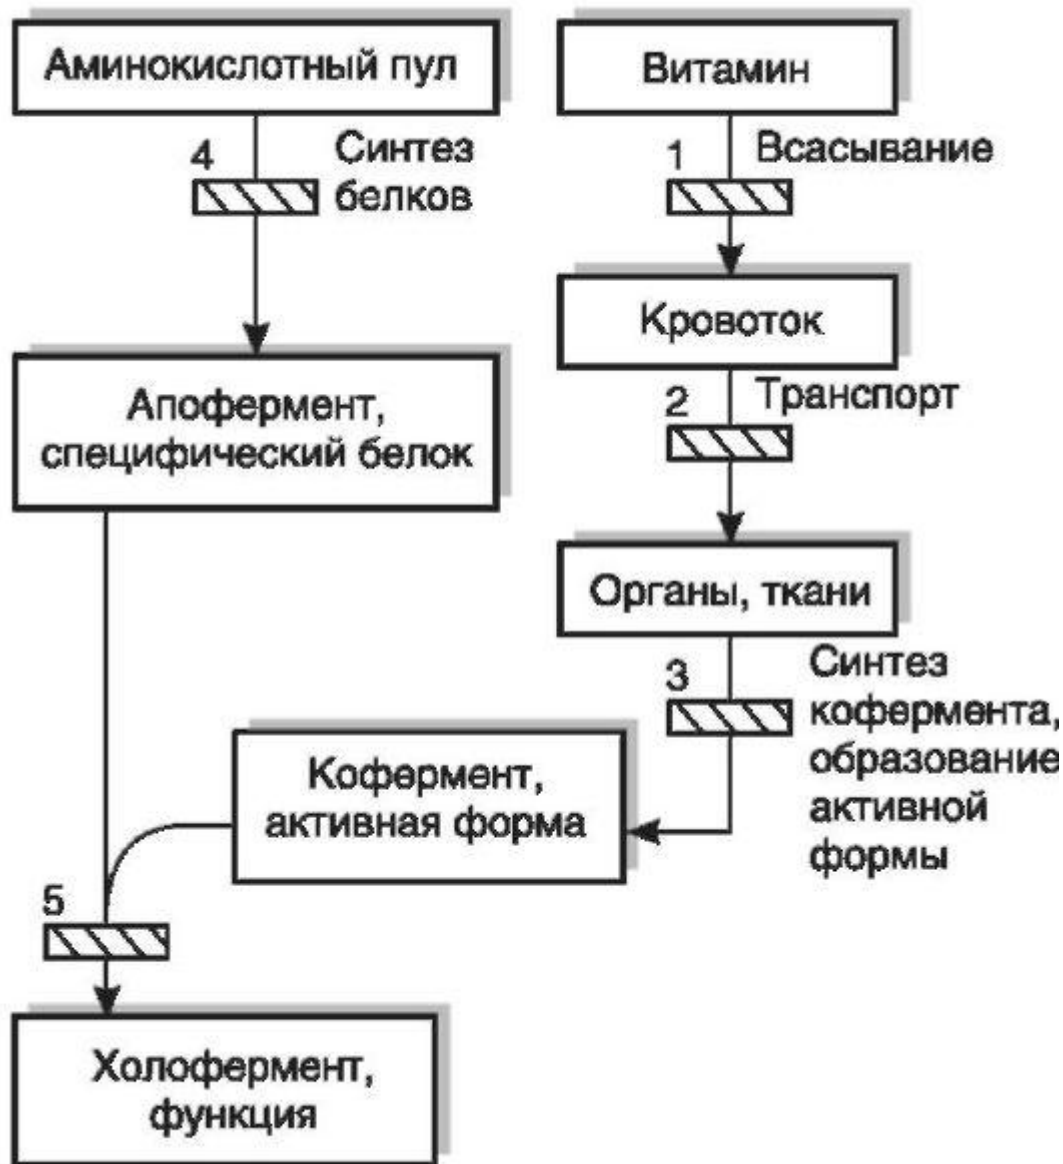 Аминокислотный пул
Витамин
4
Синтез
белков
1
Всасывание
Кровоток
Апофермент,
специфический белок
2
Транспорт
Органы, ткани
3
Синтез
кофермента,
образование
активной
формы
Кофермент,
активная форма
5
Холофермент,
функция